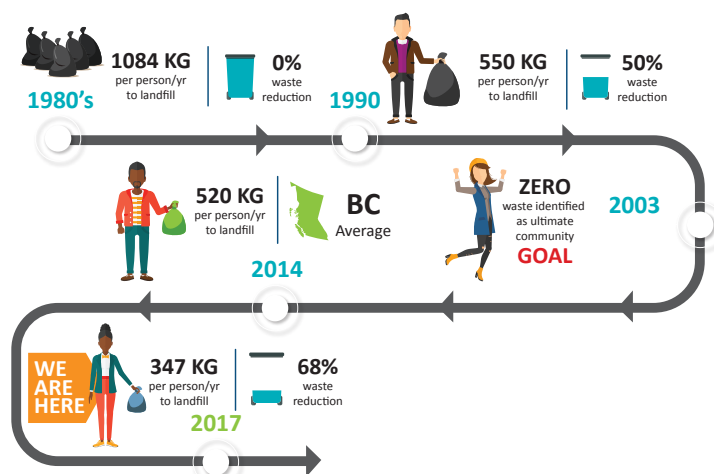 1084 KG
per person/yr
to landfill
0%
waste
reduction
1980's
1990
550 KG
per person/yr
to landfill
50%
waste
reduction
520 KG
per person/yr
to landfill
BC
Average
2014
ZERO
waste identified
as ultimate
community
GOAL
2003
WE
ARE
HERE
347 KG
per person/yr
to landfill
68%
waste
reduction
2017